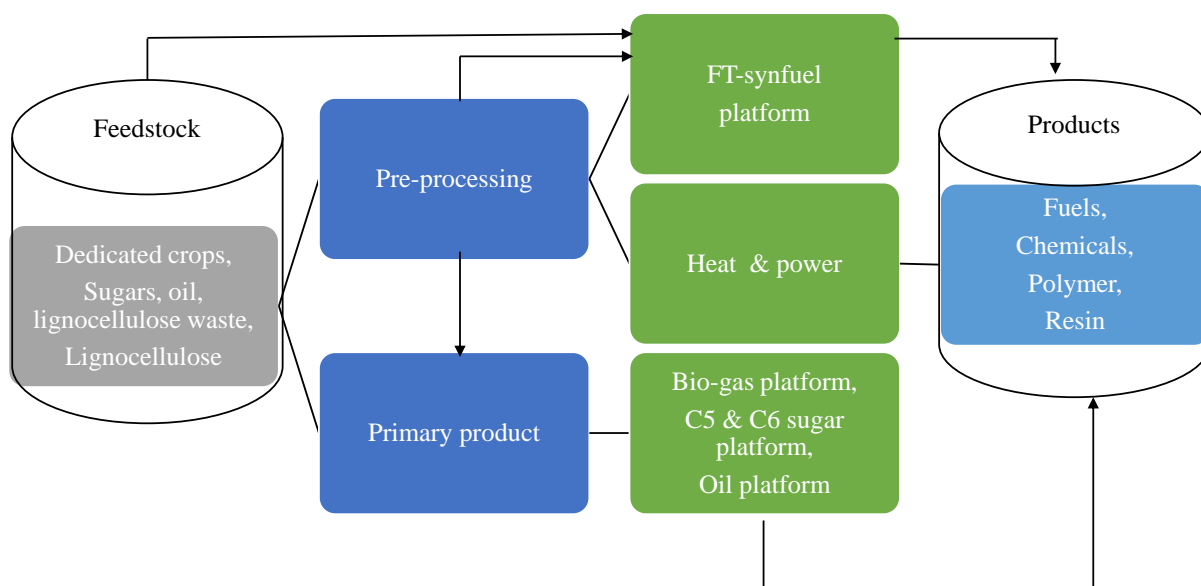 Feedstock
Dedicated crops,
Sugars, oil,
lignocellulose waste,
Lignocellulose
Pre-processing
Primary product
FT-synfuel
platform
Heat & power
Bio-gas platform,
C5 & C6 sugar
platform,
Oil platform
Products
Fuels,
Chemicals,
Polymer,
Resin